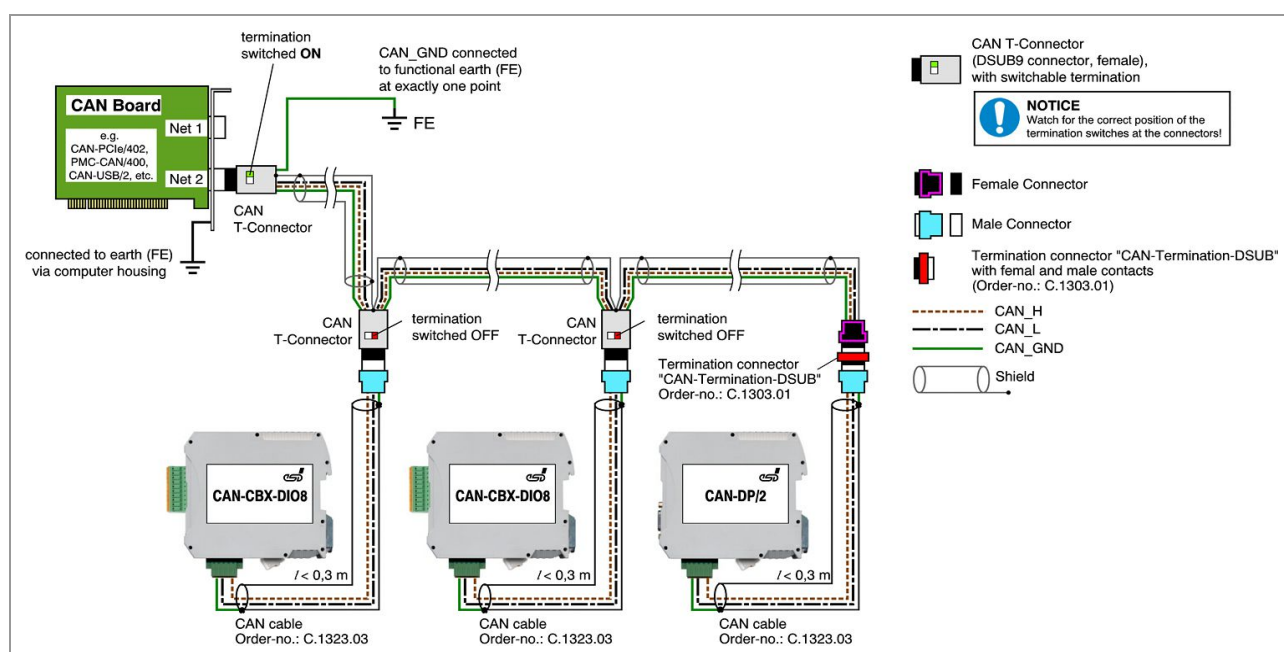 termination
switched ON
CAN_GND connected
to functional earth (FE)
at exactly one point
FE
CAN Board
e.g.
CAN-PCIe/402,
PMC-CAN/400,
CAN-USB/2, etc.
Net 1
Net 2
CAN
T-Connector
connected to earth (FE)
via computer housing
CAN T-Connector
(DSUB9 connector, female),
with switchable termination
NOTICE
Watch for the correct position of the
termination switches at the connectors!
Female Connector
Male Connector
Termination connector "CAN-Termination-DSUB"
with femal and male contacts
(Order-no.: C.1303.01)
CAN_H
CAN_L
CAN_GND
Shield
CAN
T-Connector
termination
switched OFF
CAN
T-Connector
termination
switched OFF
Termination connector
"CAN-Termination-DSUB"
Order-no.: C.1303.01
esd
CAN-CBX-DIO8
esd
CAN-CBX-DIO8
esd
CAN-DP/2
l < 0,3 m
l < 0,3 m
l < 0,3 m
CAN cable
Order-no.: C.1323.03
CAN cable
Order-no.: C.1323.03
CAN cable
Order-no.: C.1323.03